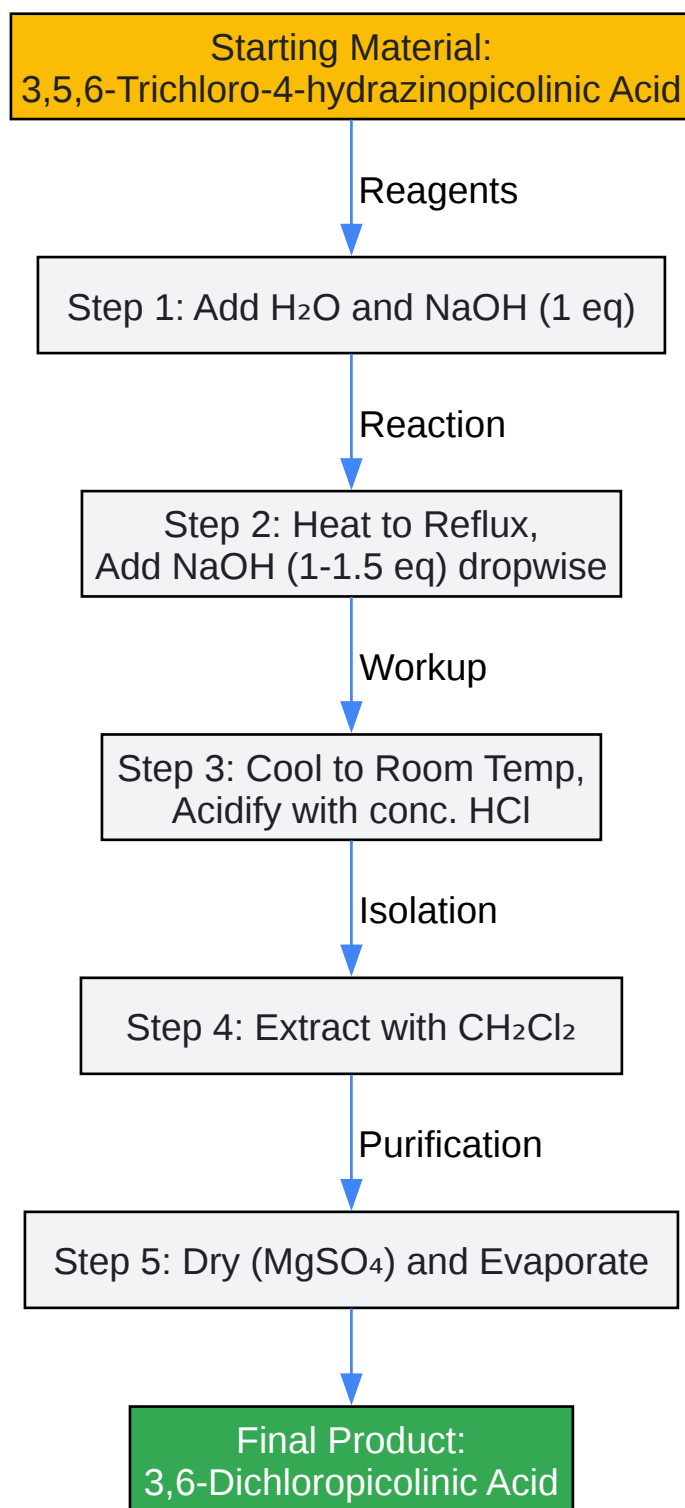 Starting Material:
3,5,6-Trichloro-4-hydrazinopicolinic Acid
Reagents
Step 1: Add H₂O and NaOH (1 eq)
Reaction
Step 2: Heat to Reflux,
Add NaOH (1-1.5 eq) dropwise
Workup
Step 3: Cool to Room Temp,
Acidify with conc. HCl
Isolation
Step 4: Extract with CH₂Cl₂
Purification
Step 5: Dry (MgSO₄) and Evaporate
Final Product:
3,6-Dichloropicolinic Acid